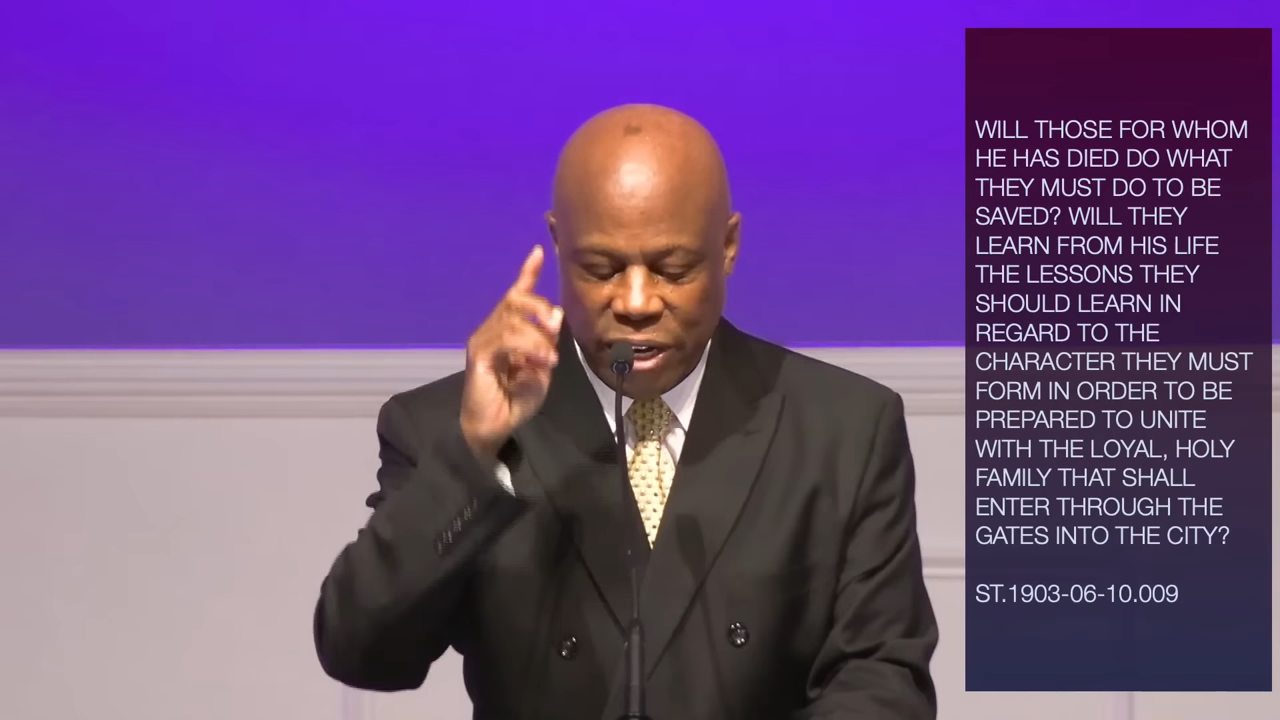 WILL THOSE FOR WHOM
HE HAS DIED DO WHAT
THEY MUST DO TO BE
SAVED? WILL THEY
LEARN FROM HIS LIFE
THE LESSONS THEY
SHOULD LEARN IN
REGARD TO THE
CHARACTER THEY MUST
FORM IN ORDER TO BE
PREPARED TO UNITE
WITH THE LOYAL, HOLY
FAMILY THAT SHALL
ENTER THROUGH THE
GATES INTO THE CITY?
ST.1903-06-10.009